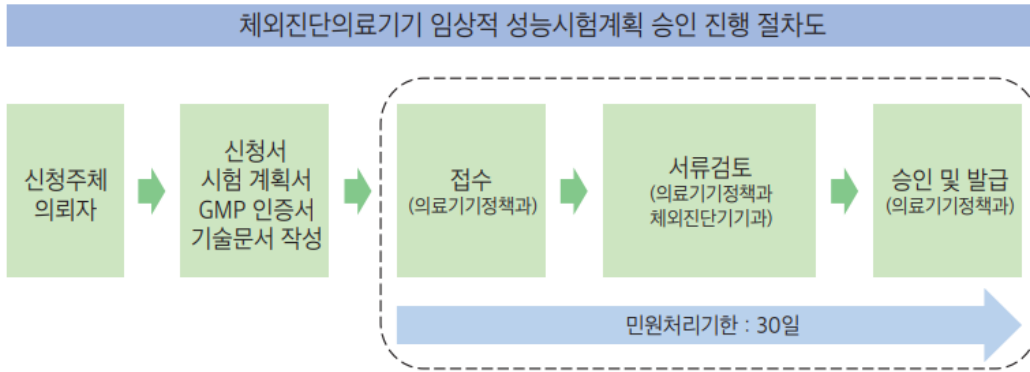 체외진단의료기기 임상적 성능시험계획 승인 진행 절차도
신청주체
의뢰자
신청서
시험 계획서
GMP 인증서
기술문서 작성
접수
(의료기기정책과)
서류검토
(의료기기정책과
체외진단기기과)
승인 및 발급
(의료기기정책과)
민원처리기한 : 30일